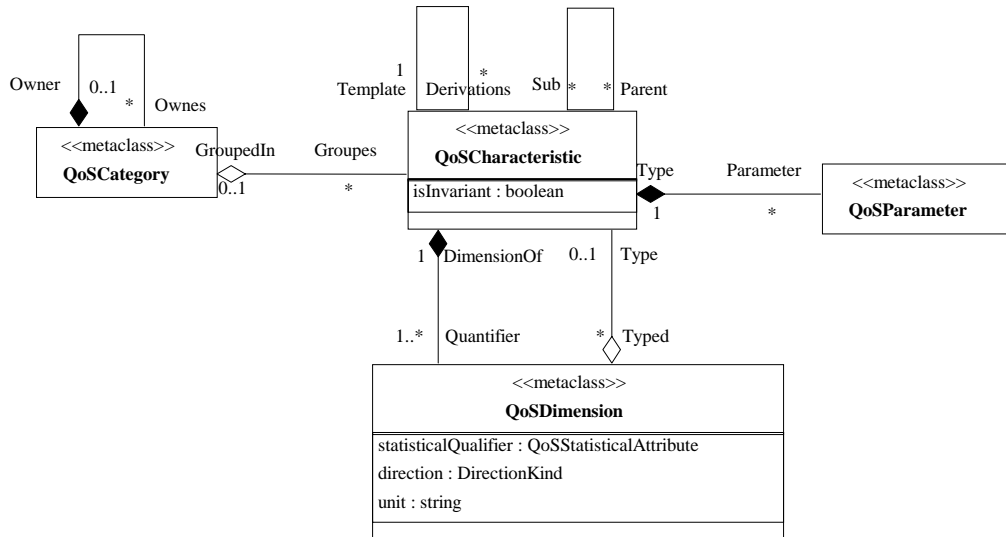 1
*
Template
Derivations
Sub
*
*
Parent
Owner
0..1
*
Ownes
<<metaclass>>
QoSCategory
GroupedIn
0..1
Groupes
*
<<metaclass>>
QoSCharacteristic
isInvariant : boolean
Type
1
Parameter
*
<<metaclass>>
QoSParameter
1
DimensionOf
0..1
Type
1..*
Quantifier
*
Typed
<<metaclass>>
QoSDimension
statisticalQualifier : QoSStatisticalAttribute
direction : DirectionKind
unit : string